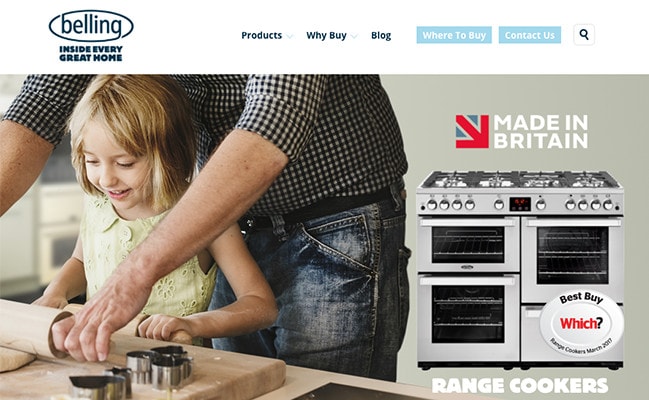 belling
INSIDE EVERY
GREAT HOME
Products
Why Buy
Blog
Where To Buy
Contact Us
MADE IN
BRITAIN
Best Buy
Which?
Range Cookers March 2017
RANGE COOKERS